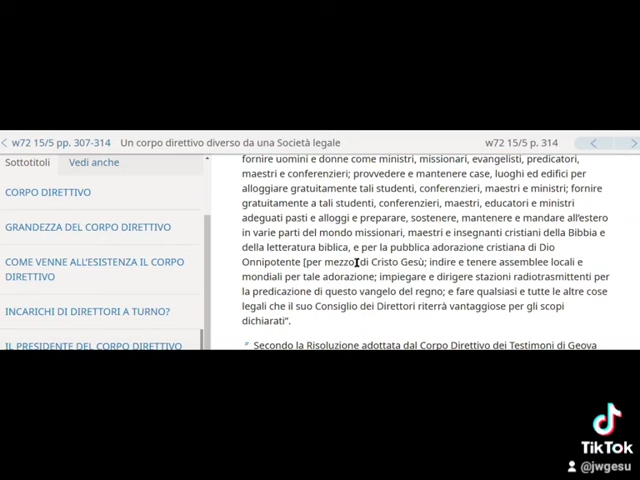 w72 15/5 pp. 307-314 Un corpo direttivo diverso da una Società legale w72 15/5 p. 314
Sottotitoli Vedi anche
CORPO DIRETTIVO
GRANDEZZA DEL CORPO DIRETTIVO
COME VENNE ALL'ESISTENZA IL CORPO
DIRETTIVO
INCARICHI DI DIRETTORI A TURNO?
IL PRESIDENTE DEL CORPO DIRETTIVO
fornire uomini e donne come ministri, missionari, evangelisti, predicatori,
maestri e conferenzieri; provvedere e mantenere case, luoghi ed edifici per
alloggiare gratuitamente tali studenti, conferenzieri, maestri e ministri; fornire
gratuitamente a tali studenti, conferenzieri, maestri, educatori e ministri
adeguati pasti e alloggi e preparare, sostenere, mantenere e mandare all'estero
in varie parti del mondo missionari, maestri e insegnanti cristiani della Bibbia e
della letteratura biblica, e per la pubblica adorazione cristiana di Dio
Onnipotente [per mezzo di Cristo Gesù; indire e tenere assemblee locali e
mondiali per tale adorazione; impiegare e dirigere stazioni radiotrasmittenti per
la predicazione di questo vangelo del regno; e fare qualsiasi e tutte le altre cose
legali che il suo Consiglio dei Direttori riterrà vantaggiose per gli scopi
dichiarati".
Secondo la Risoluzione adottata dal Corpo Direttivo dei Testimoni di Geova
TikTok
@jwgesu